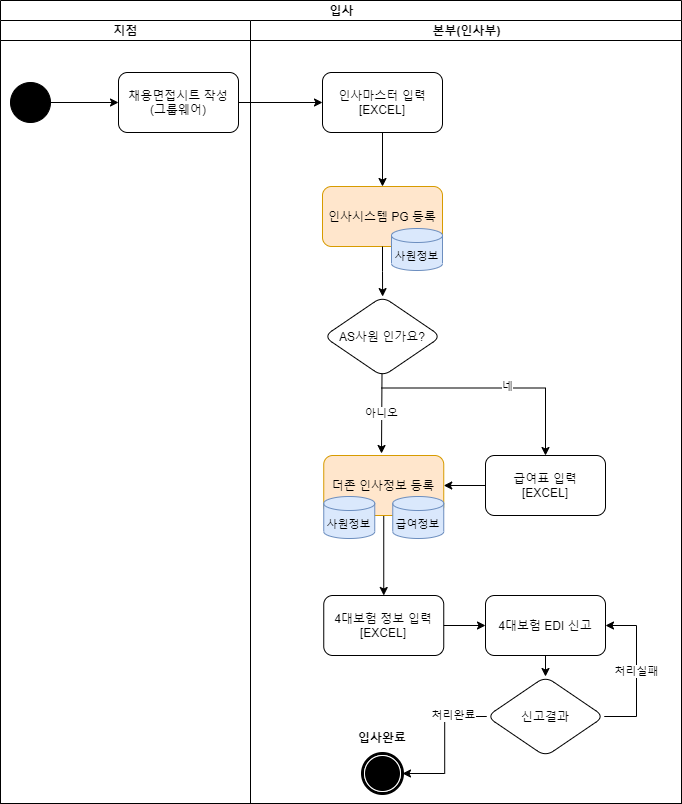 입사
지점
본부(인사부)
채용면접시트 작성
(그룹웨어)
인사마스터 입력
[EXCEL]
인사시스템 PG 등록
사원정보
AS사원 인가요?
네
아니오
더존 인사정보 등록
사원정보
급여정보
급여표 입력
[EXCEL]
4대보험 정보 입력
[EXCEL]
4대보험 EDI 신고
처리실패
신고결과
처리완료
입사완료